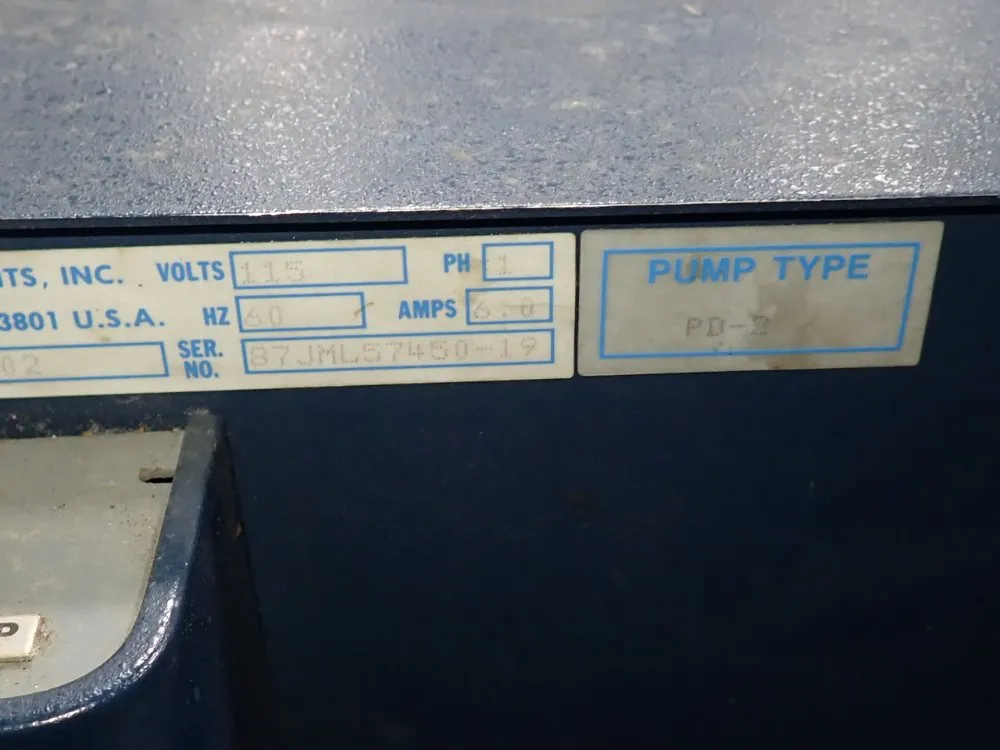 ITS, INC. VOLTS 115 PH 1
3801 U.S.A. HZ 60 AMPS 6.0
02 SER. NO. 87JML57450-19
PUMP TYPE
PD-2
P